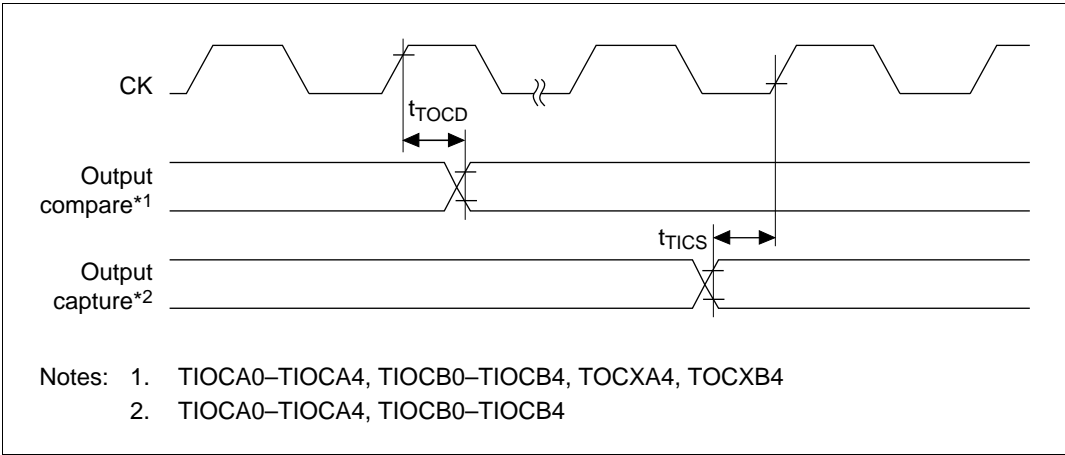 CK
tTOCD
Output
compare*1
tTICS
Output
capture*2
Notes: 1. TIOCA0–TIOCA4, TIOCB0–TIOCB4, TOCXA4, TOCXB4
2. TIOCA0–TIOCA4, TIOCB0–TIOCB4